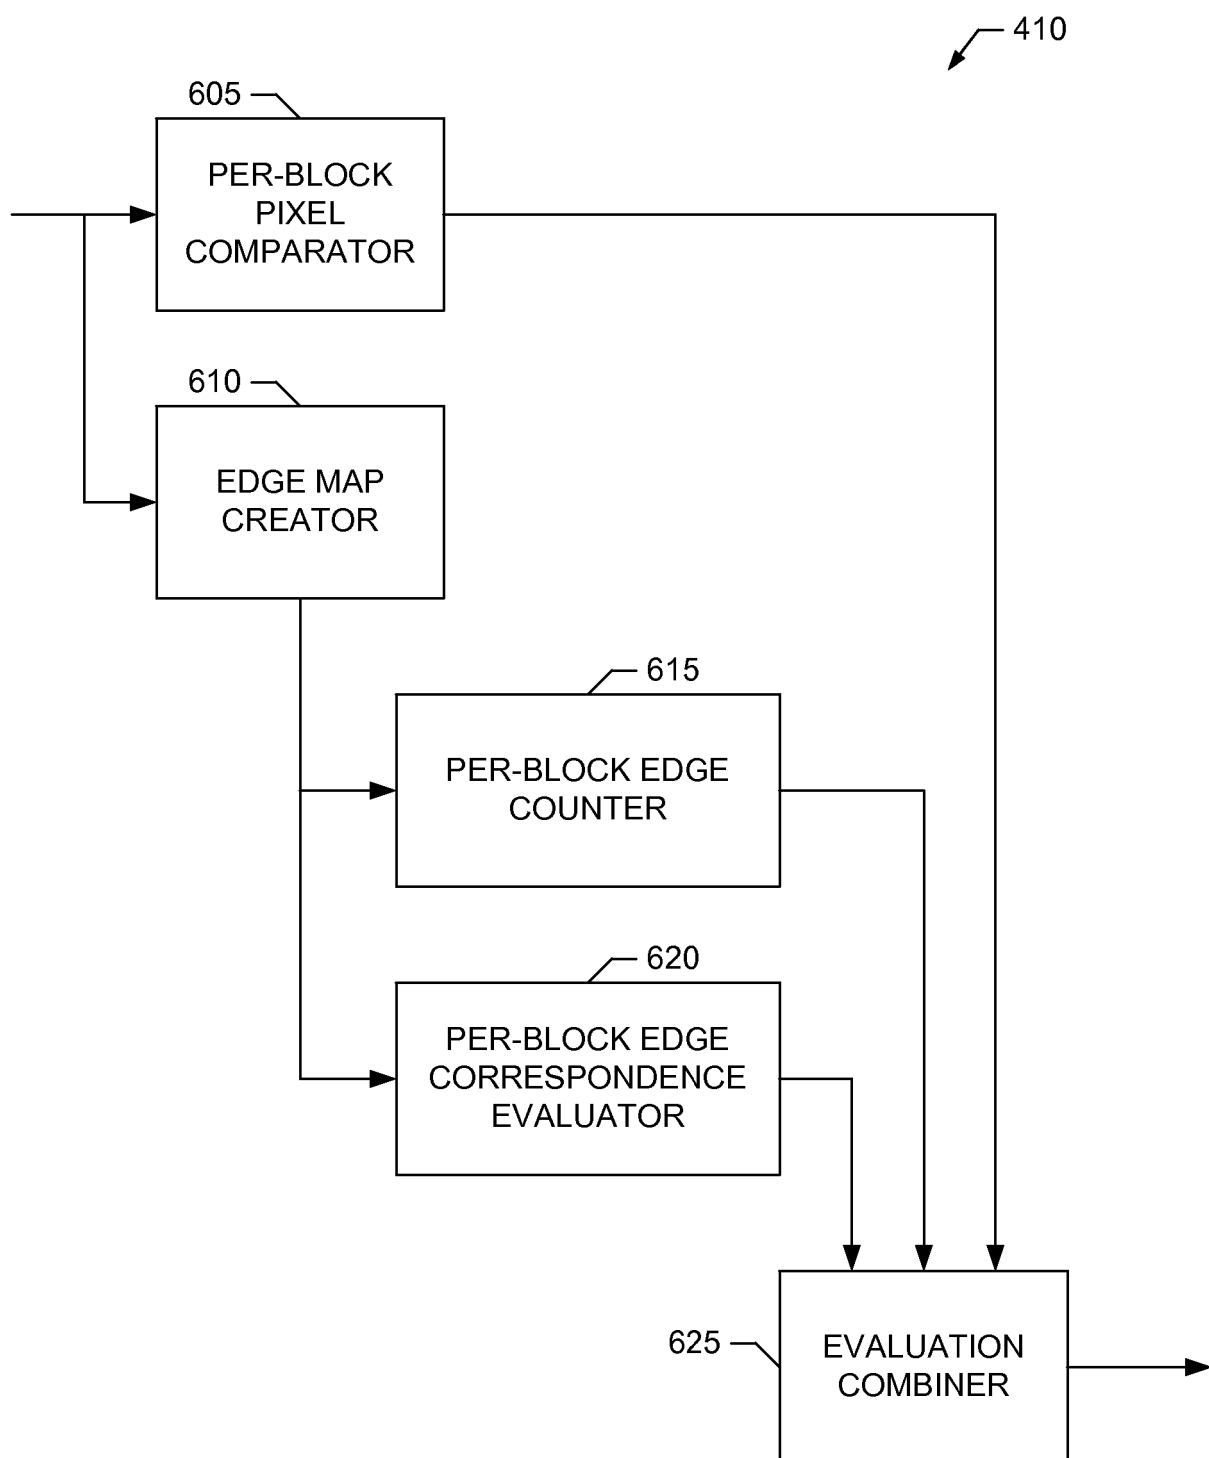 410
605
PER-BLOCK
PIXEL
COMPARATOR
610
EDGE MAP
CREATOR
615
PER-BLOCK EDGE
COUNTER
620
PER-BLOCK EDGE
CORRESPONDENCE
EVALUATOR
625
EVALUATION
COMBINER